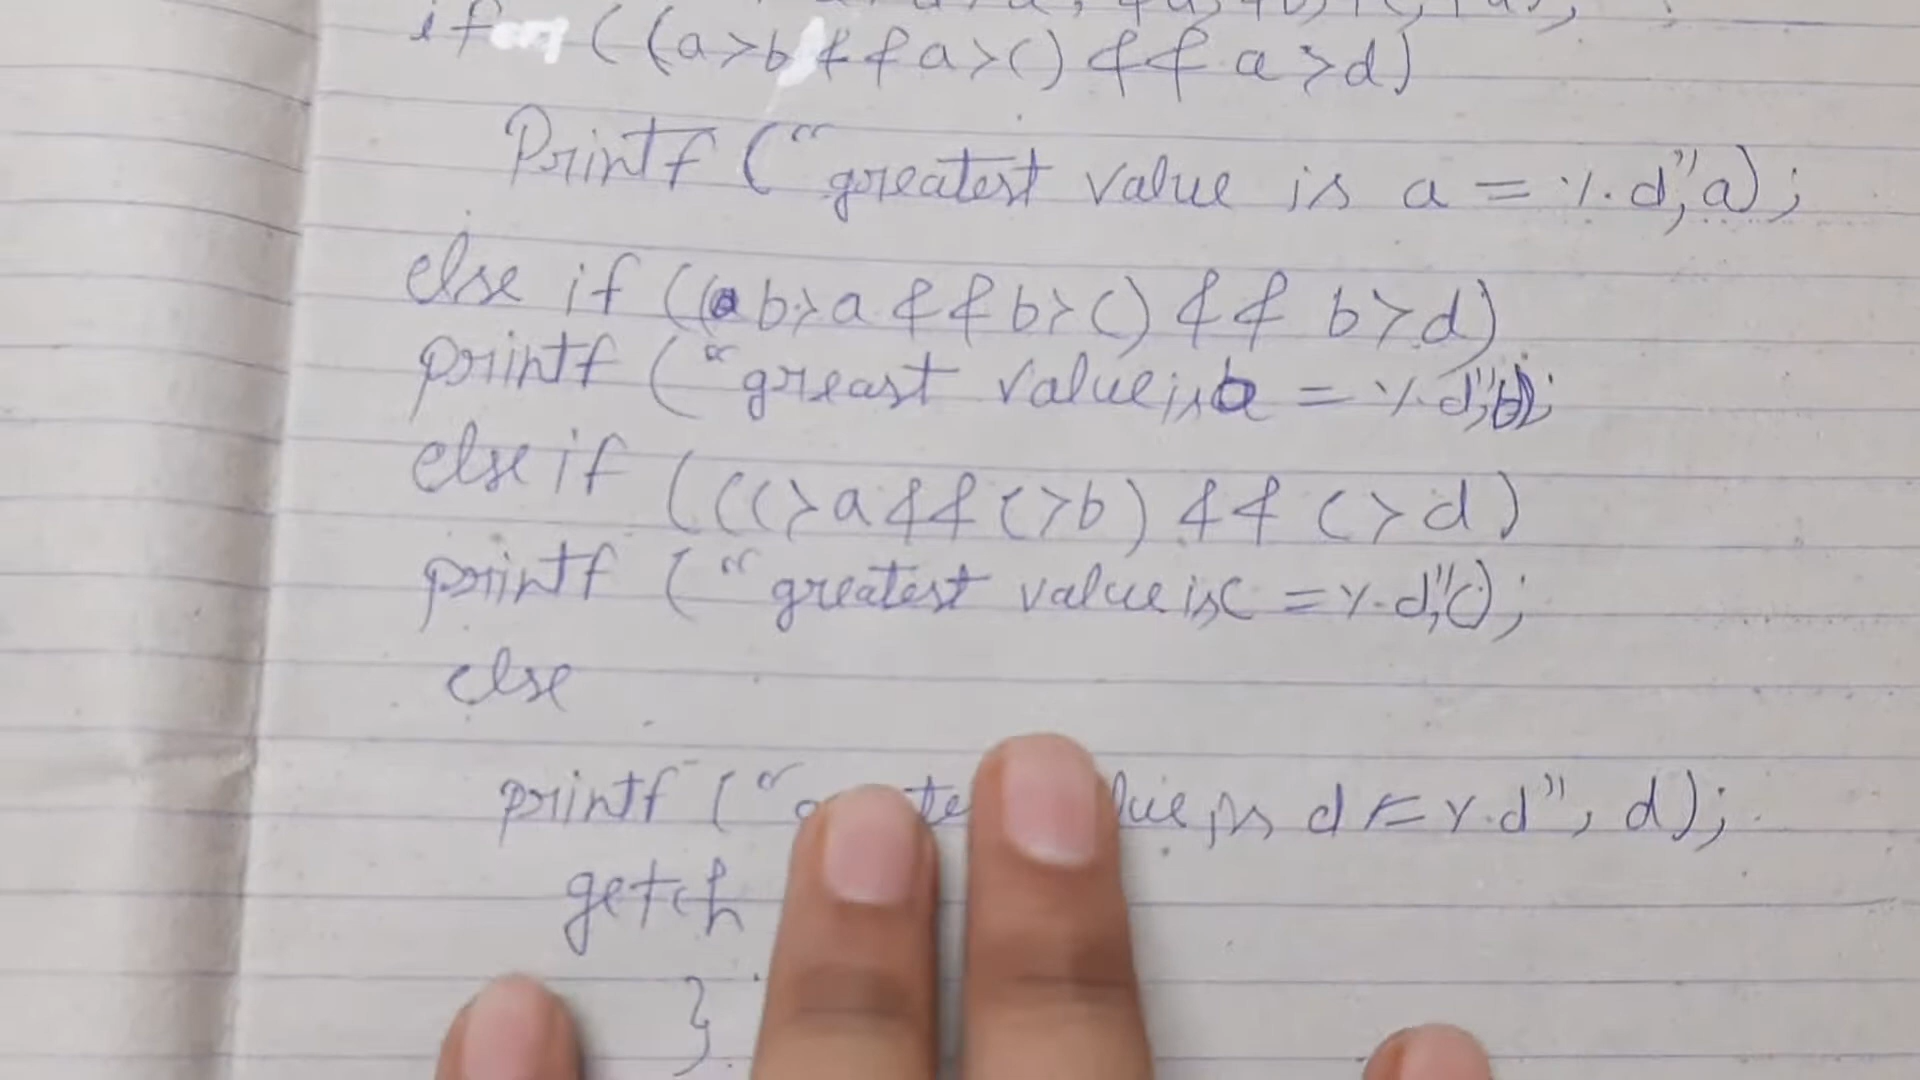 if ((a>b && a>c) && a>d)
Printf ("greatest value is a = %d", a);
else if ((b>a && b>c) && b>d)
printf ("greast value is b = %d", b);
else if ((c>a && c>b) && c>d)
printf ("greatest value is c = %d", c);
else
printf (" is d = %d", d);
getch
}